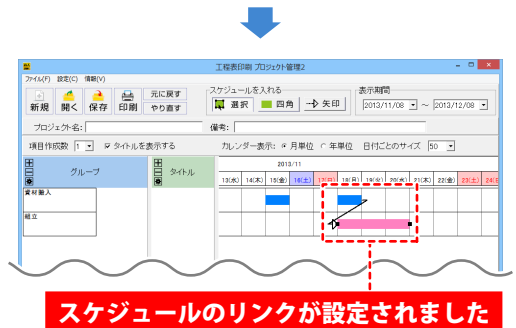 工程表印刷 プロジェクト管理2
ファイル(F) 設定(C) 情報(V)
新規 開く 保存 印刷 元に戻す やり直す
スケジュールを入れる
選 択 四角 矢印
表示期間
2013/11/08 ～ 2013/12/08
プロジェクト名: 備考:
項目作成数 1 タイトルを表示する カレンダー表示: 月単位 年単位 日付ごとのサイズ 50
グループ タイトル
2013/11
13(水) 14(木) 15(金) 16(土) 17(日) 18(月) 19(火) 20(水) 21(木) 22(金) 23(土) 24(日
資材搬入
組立
スケジュールのリンクが設定されました